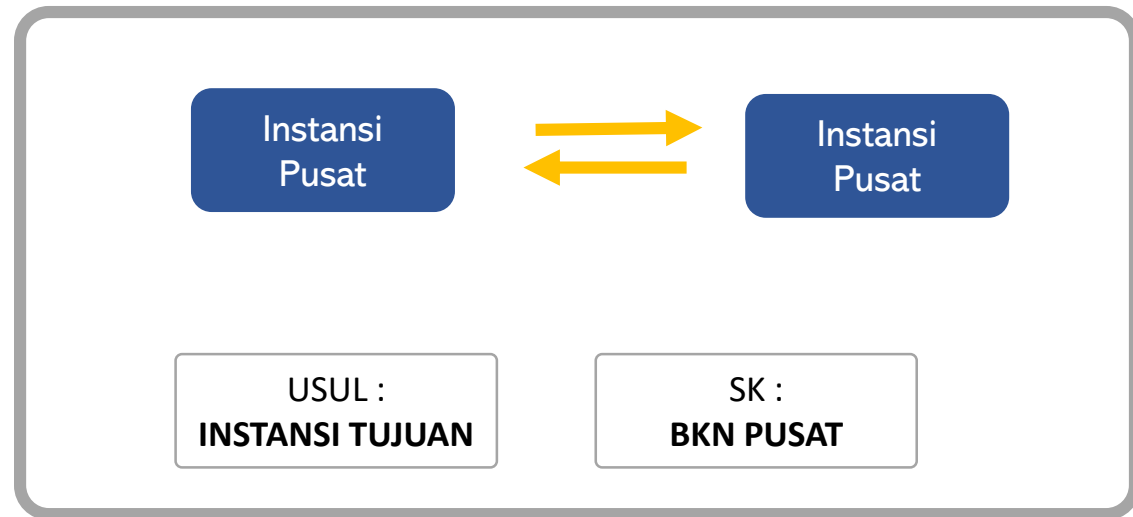 Instansi
Pusat
Instansi
Pusat
USUL :
INSTANSI TUJUAN
SK :
BKN PUSAT